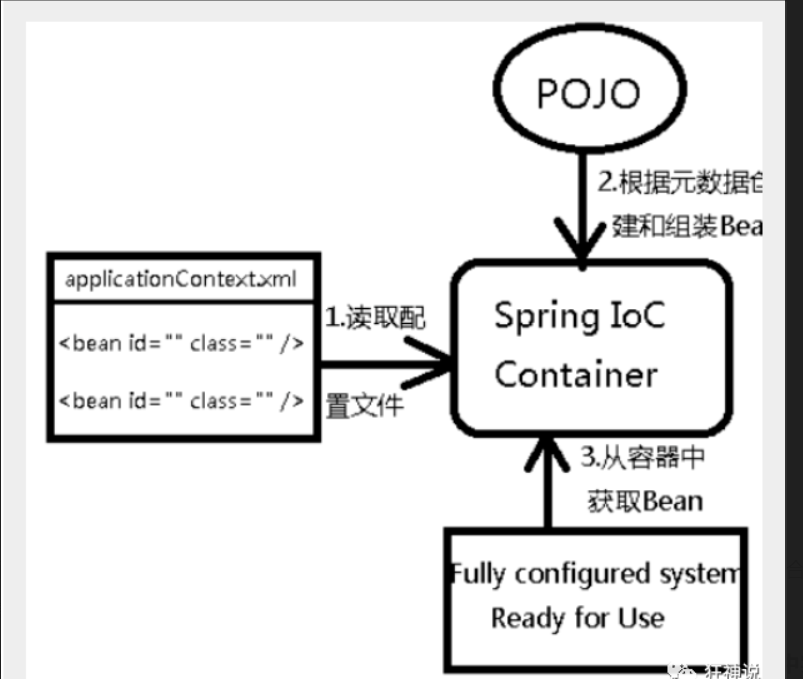 POJO
2.根据元数据
建和组装Bea
applicationContext.xml
<bean id="" class="" />
<bean id="" class="" />
1.读取配
置文件
Spring IoC
Container
3.从容器中
获取Bean
Fully configured system
Ready for Use
狂神说